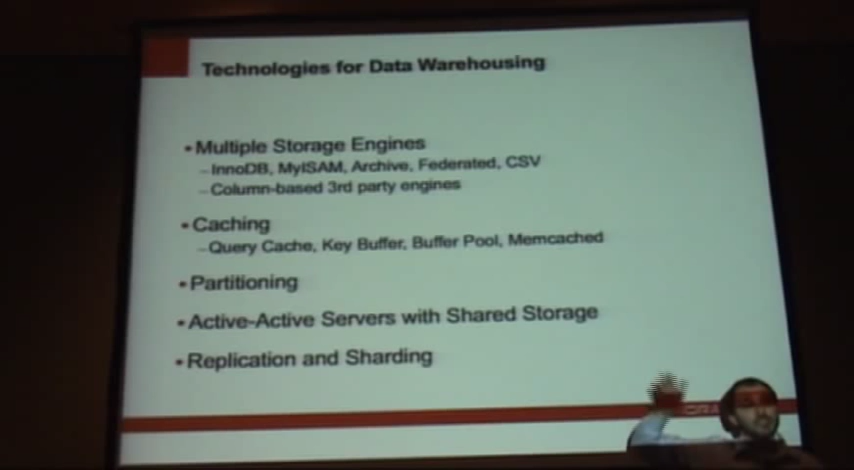 Technologies for Data Warehousing
• Multiple Storage Engines
– InnoDB, MyISAM, Archive, Federated, CSV
– Column-based 3rd party engines
• Caching
– Query Cache, Key Buffer, Buffer Pool, Memcached
• Partitioning
• Active-Active Servers with Shared Storage
• Replication and Sharding